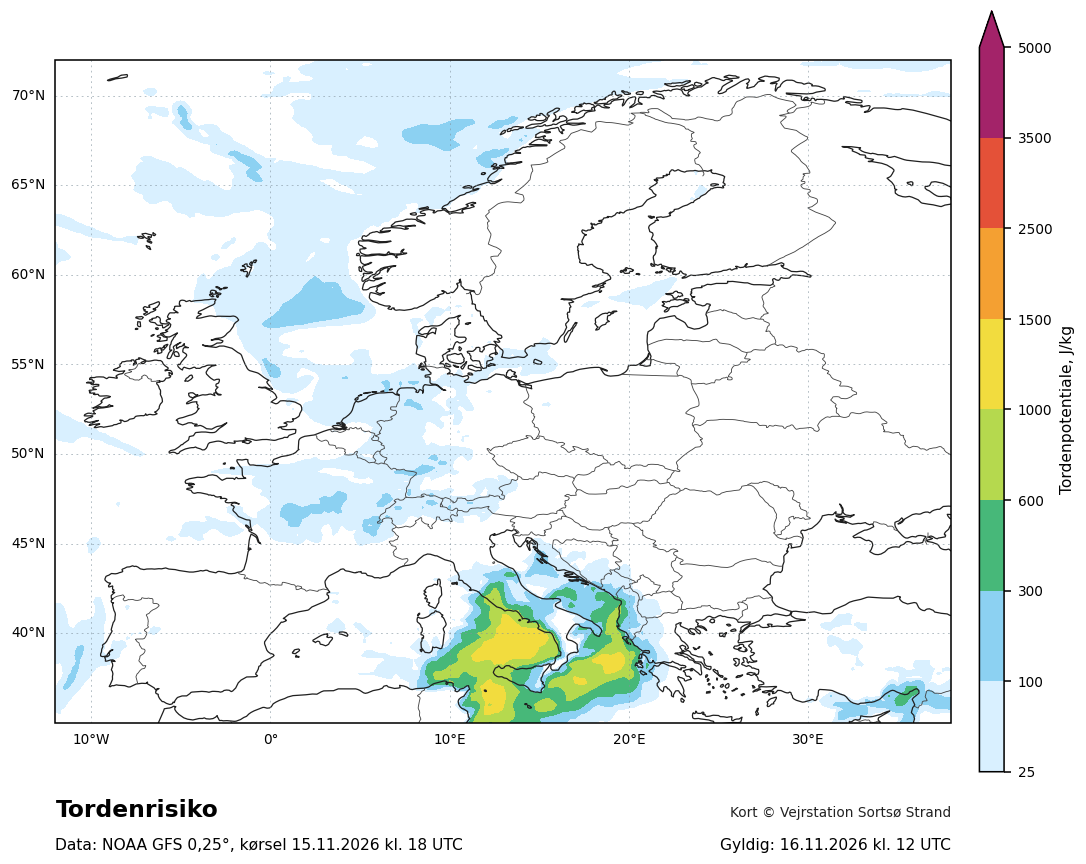 70°N
65°N
60°N
55°N
50°N
45°N
40°N
10°W
0°
10°E
20°E
30°E
5000
3500
2500
1500
1000
600
300
100
25
Tordenpotentiale, J/kg
Tordenrisiko
Kort © Vejrstation Sortsø Strand
Data: NOAA GFS 0,25°, kørsel 15.11.2026 kl. 18 UTC
Gyldig: 16.11.2026 kl. 12 UTC